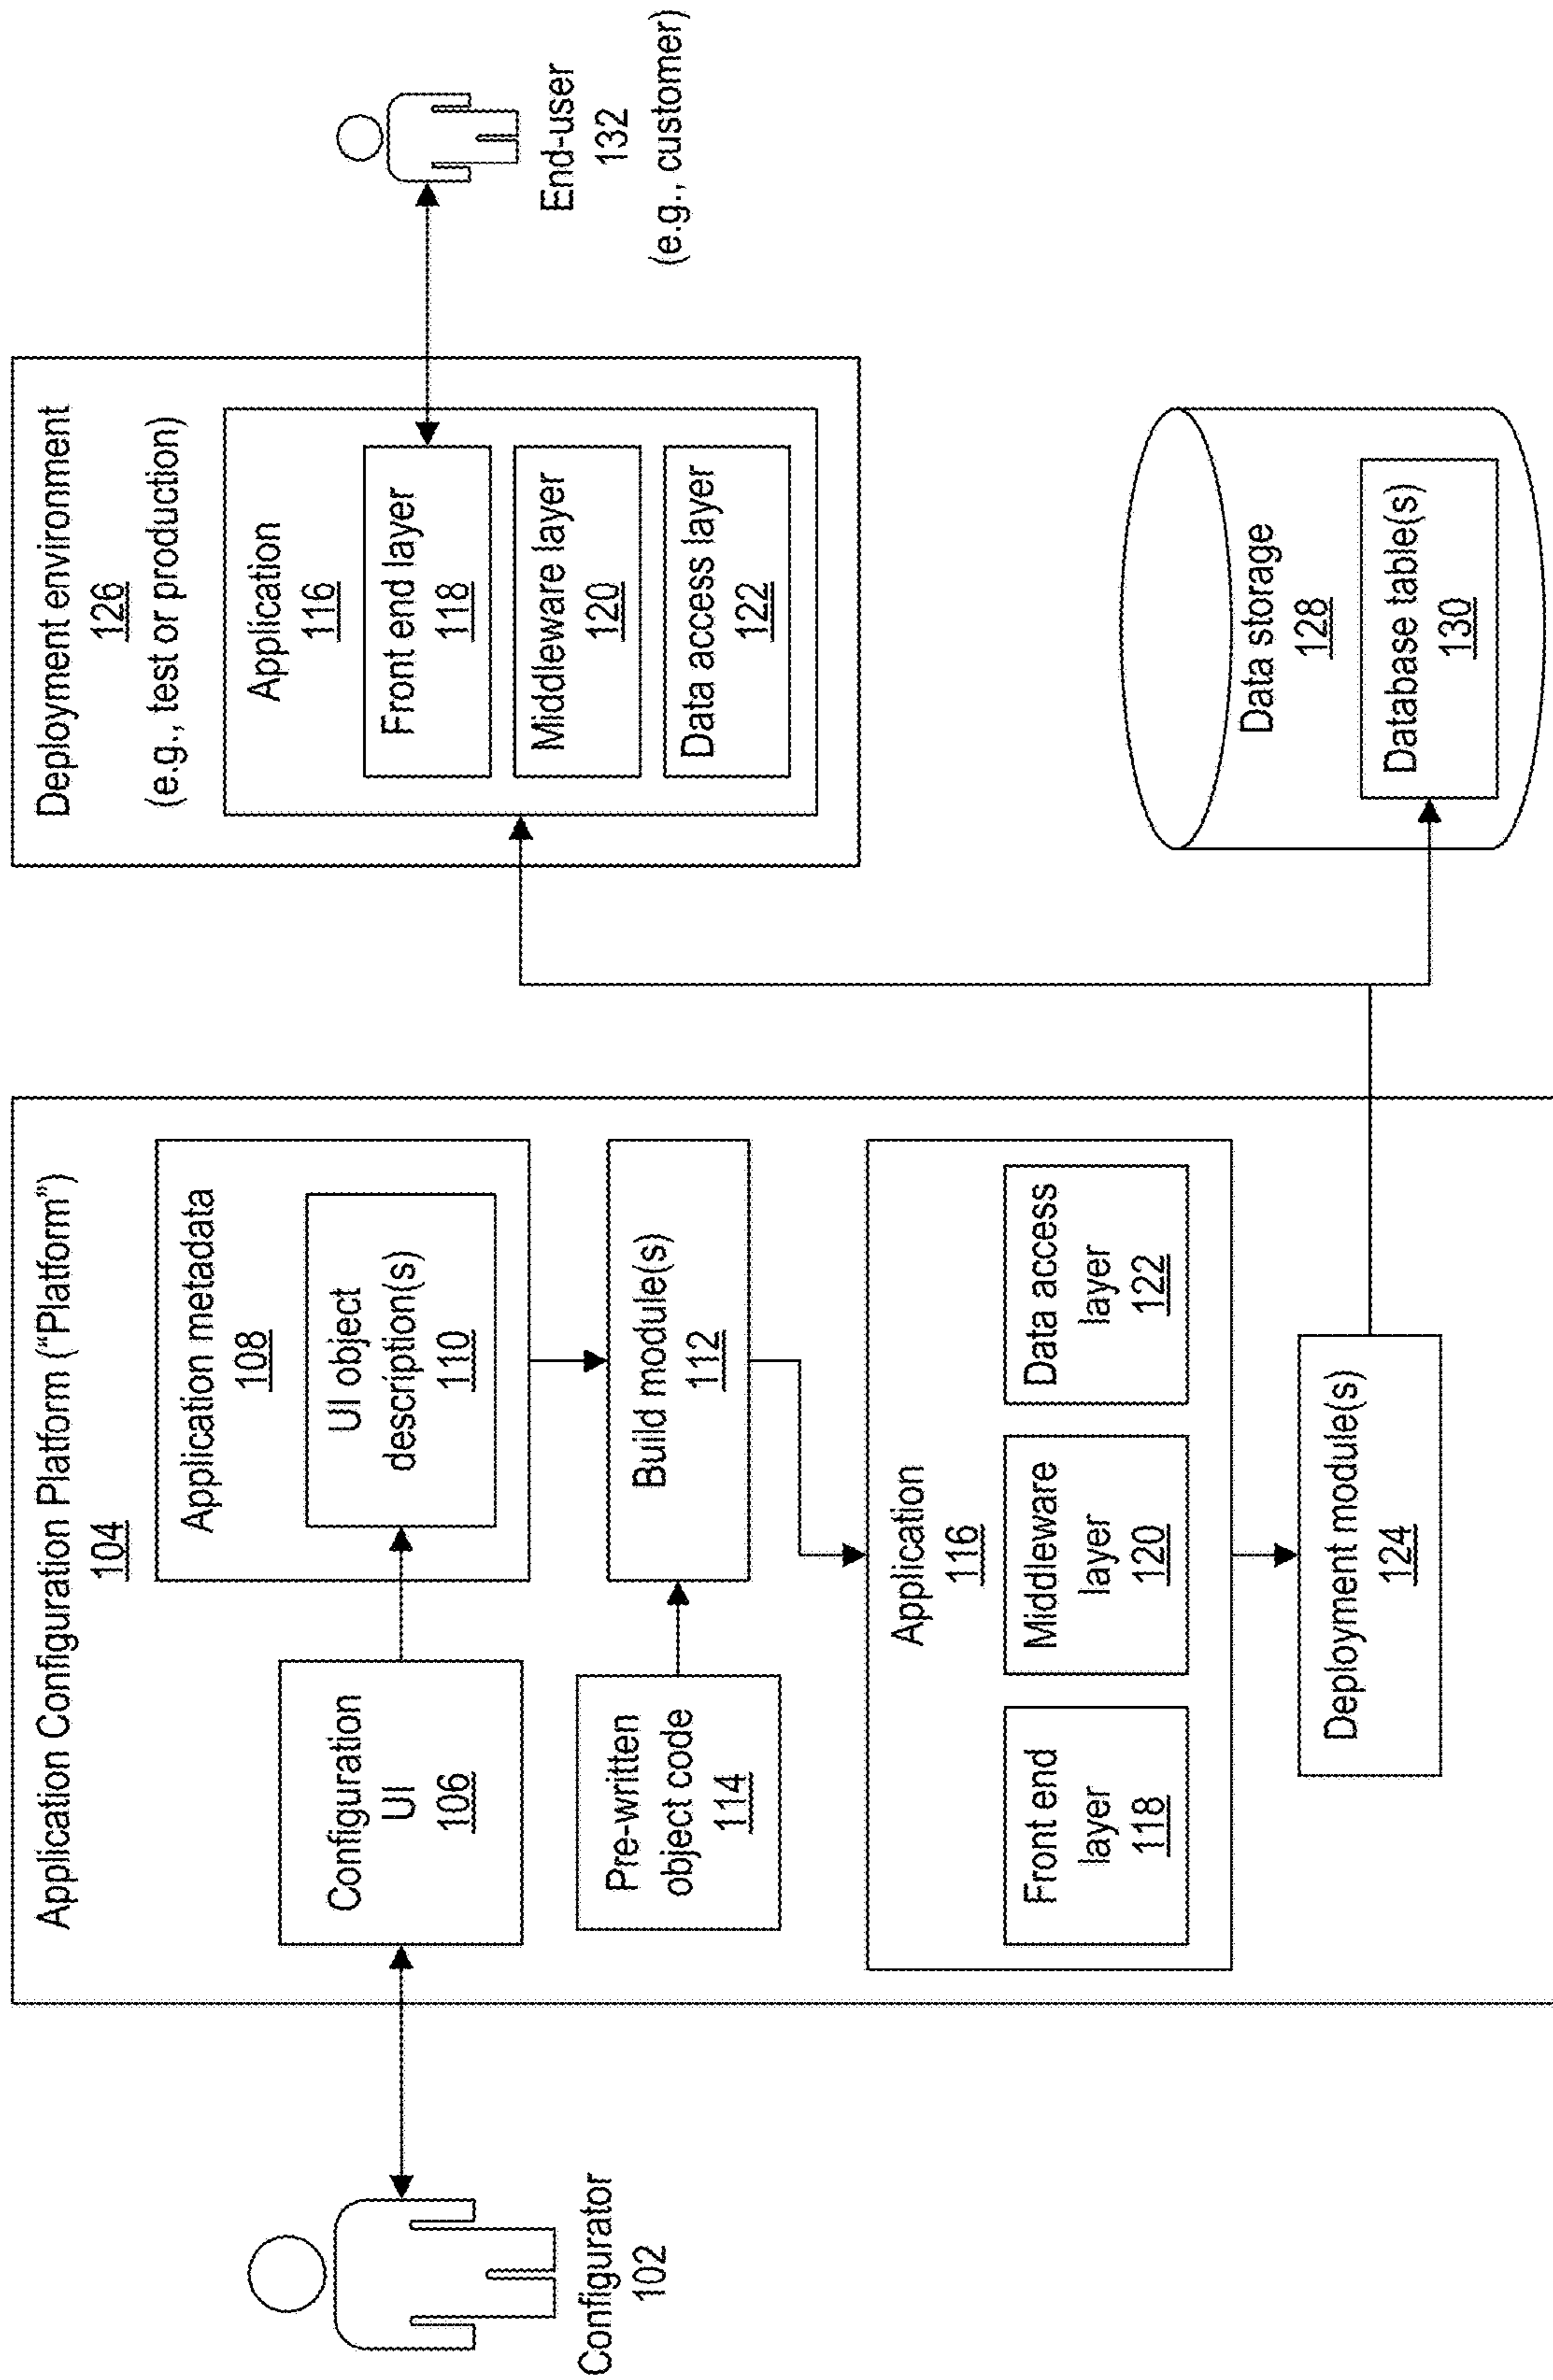 Application Configuration Platform ("Platform")
104
Configurator
102
Configuration
UI
106
Application metadata
108
UI object
description(s)
110
Pre-written
object code
114
Build module(s)
112
Application
116
Front end
layer
118
Middleware
layer
120
Data access
layer
122
Deployment module(s)
124
Deployment environment
126
(e.g., test or production)
Application
116
Front end layer
118
Middleware layer
120
Data access layer
122
Data storage
128
Database table(s)
130
End-user
132
(e.g., customer)